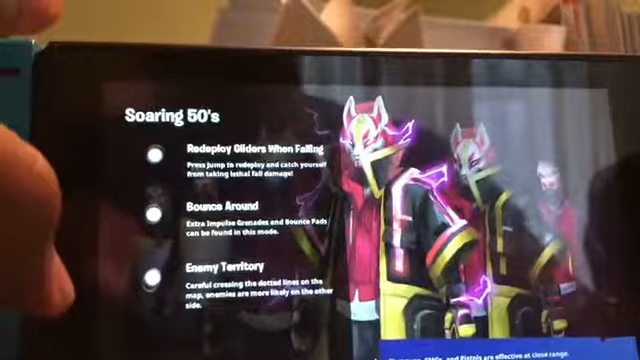 Soaring 50's
Redeploy Gliders When Falling
Press Jump to redeploy and catch yourself
from taking lethal fall damage!
Bounce Around
Extra Impulse Grenades and Bounce Pads
can be found in this mode.
Enemy Territory
Careful crossing the dotted lines on the
map, enemies are more likely on the other
side.
SMGs, and Pistols are effective at close range.